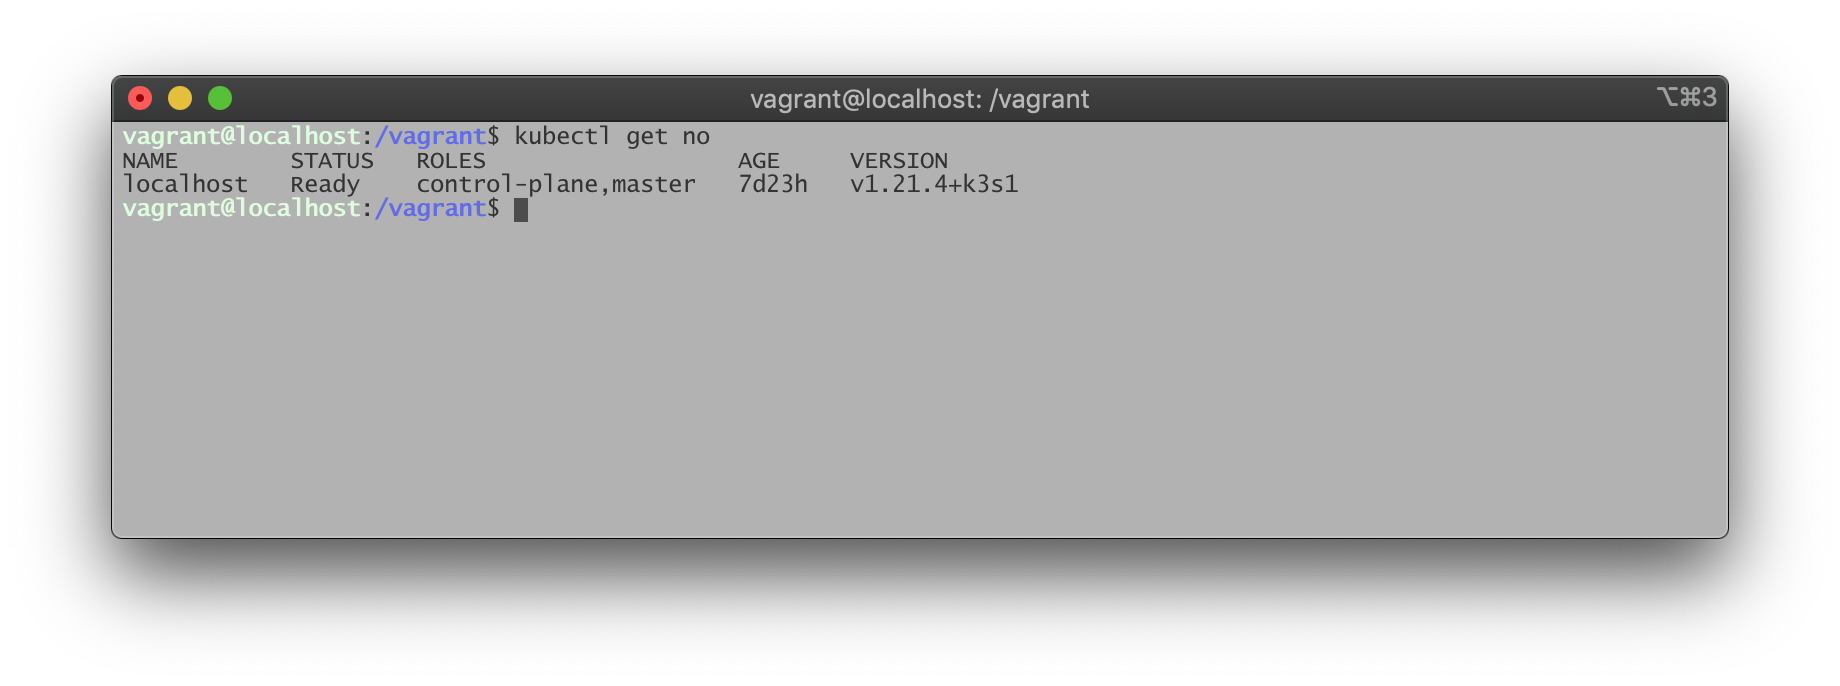 vagrant@localhost: /vagrant ⌥⌘3
vagrant@localhost:/vagrant$ kubectl get no
NAME        STATUS   ROLES                  AGE     VERSION
localhost   Ready    control-plane,master   7d23h   v1.21.4+k3s1
vagrant@localhost:/vagrant$